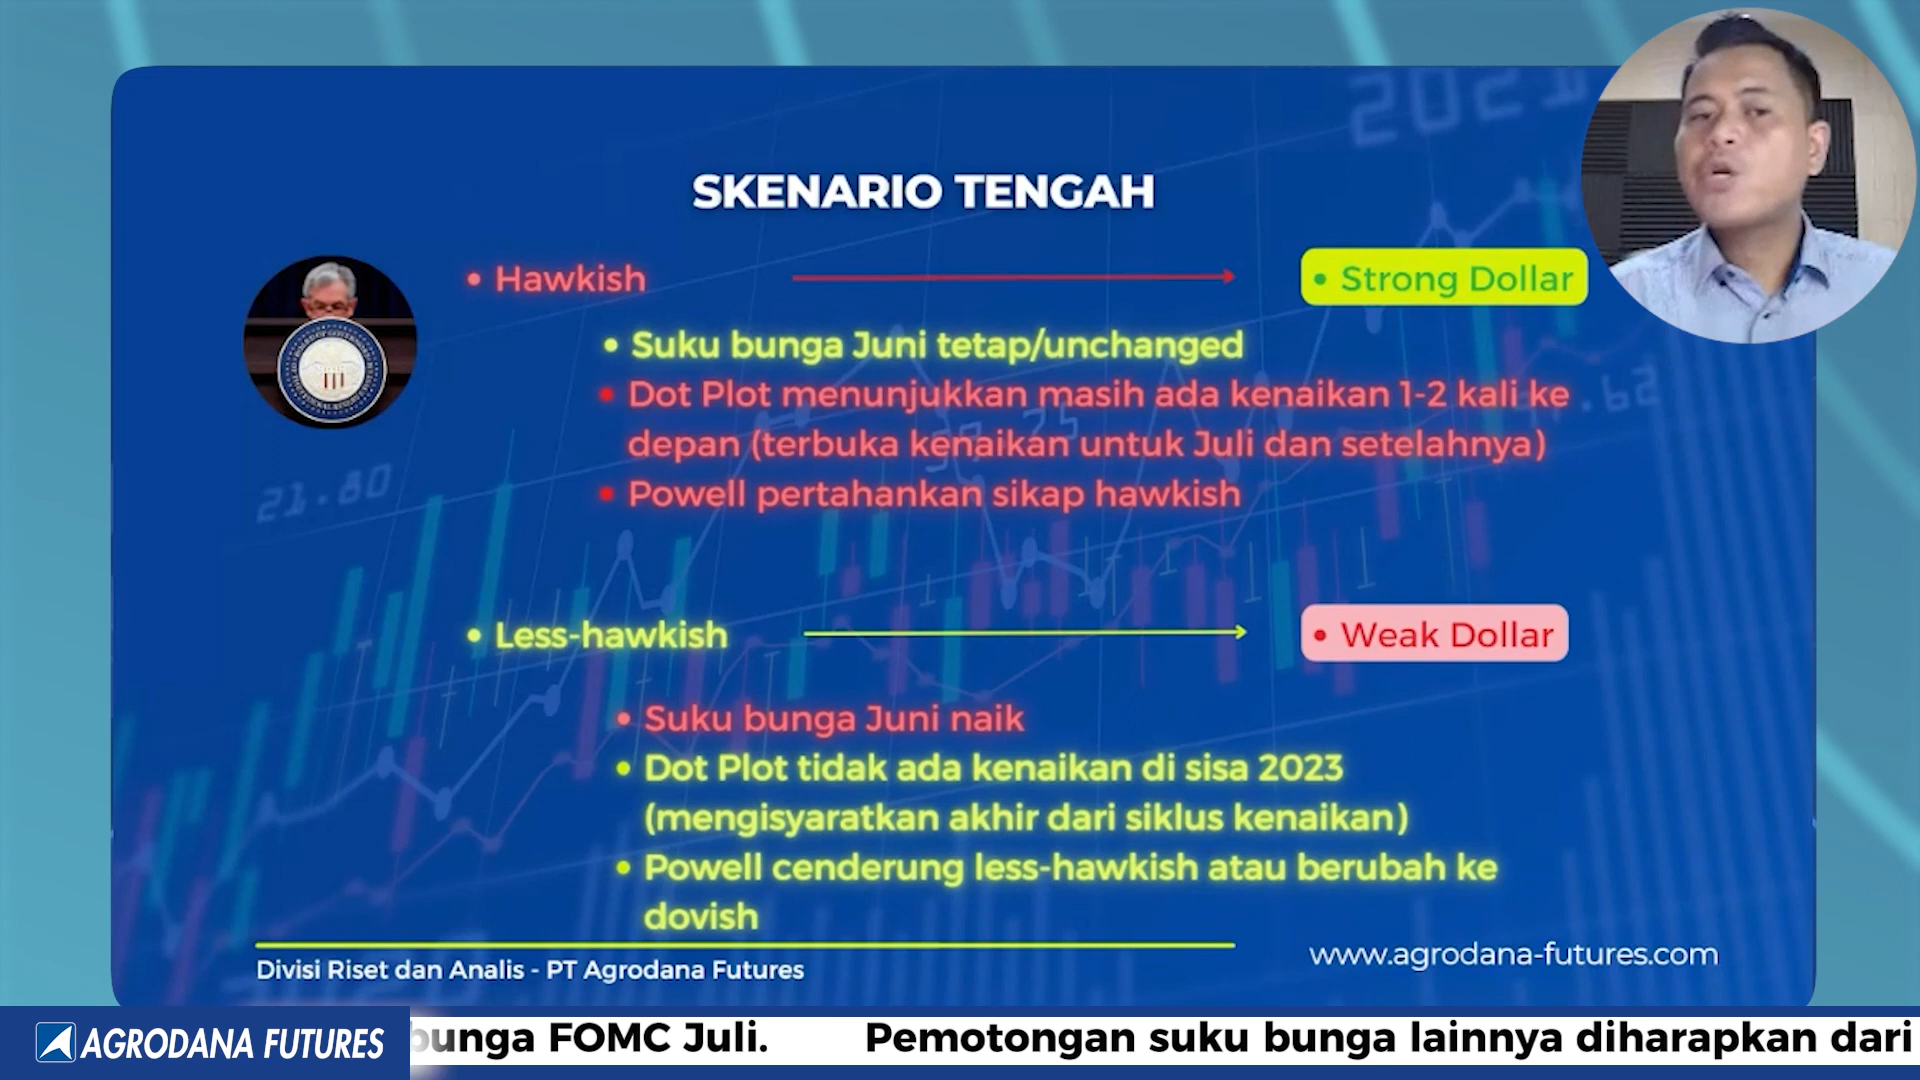 SKENARIO TENGAH
• Hawkish
• Strong Dollar
• Suku bunga Juni tetap/unchanged
• Dot Plot menunjukkan masih ada kenaikan 1-2 kali ke
depan (terbuka kenaikan untuk Juli dan setelahnya)
• Powell pertahankan sikap hawkish
21.80
• Less-hawkish
• Weak Dollar
• Suku bunga Juni naik
• Dot Plot tidak ada kenaikan di sisa 2023
(mengisyaratkan akhir dari siklus kenaikan)
• Powell cenderung less-hawkish atau berubah ke
dovish
www.agrodana-futures.com
Divisi Riset dan Analis - PT Agrodana Futures
AGRODANA FUTURES
bunga FOMC Juli. Pemotongan suku bunga lainnya diharapkan dari